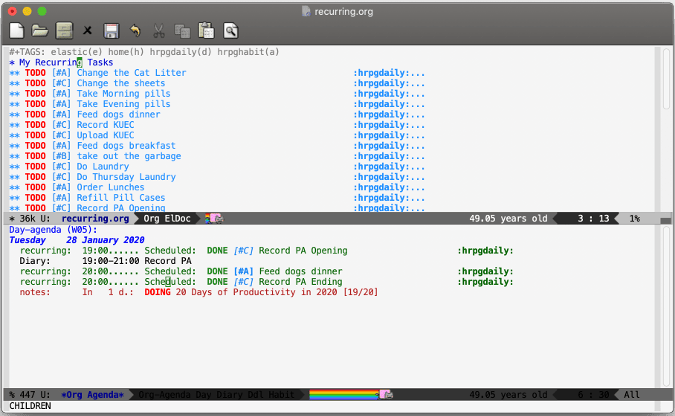 recurring.org
#+TAGS: elastic(e) home(h) hrpgdaily(d) hrpghabit(a)
* My Recurring Tasks
** TODO [#A] Change the Cat Litter :hrpgdaily:...
** TODO [#C] Change the sheets :hrpgdaily:...
** TODO [#A] Take Morning pills :hrpgdaily:...
** TODO [#A] Take Evening pills :hrpgdaily:...
** TODO [#A] Feed dogs dinner :hrpgdaily:...
** TODO [#C] Record KUEC :hrpgdaily:...
** TODO [#C] Upload KUEC :hrpgdaily:...
** TODO [#A] Feed dogs breakfast :hrpgdaily:...
** TODO [#B] take out the garbage :hrpgdaily:...
** TODO [#C] Do Laundry :hrpgdaily:...
** TODO [#C] Do Thursday Laundry :hrpgdaily:...
** TODO [#A] Order Lunches :hrpgdaily:...
** TODO [#A] Refill Pill Cases :hrpgdaily:...
** TODO [#C] Record PA Opening :hrpgdaily:...
* 36k U: recurring.org Org ElDoc 49.05 years old 3 : 13 1%
Day-agenda (W05):
Tuesday 28 January 2020
recurring: 19:00...... Scheduled: DONE [#C] Record PA Opening :hrpgdaily:
Diary: 19:00-21:00 Record PA
recurring: 20:00...... Scheduled: DONE [#A] Feed dogs dinner :hrpgdaily:
recurring: 20:00...... Scheduled: DONE [#C] Record PA Ending :hrpgdaily:
notes: In 1 d.: DOING 20 Days of Productivity in 2020 [19/20]
% 447 U: *Org Agenda* Org-Agenda Day Diary Ddl Habit 49.05 years old 6 : 30 All
CHILDREN